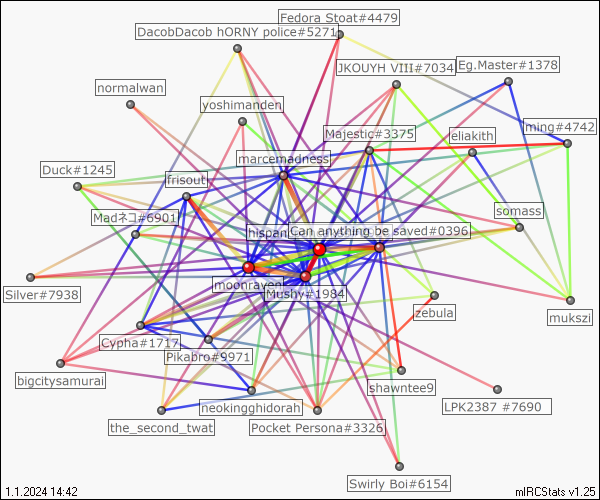 Fedora Stoat#4479
DacobDacob hORNY police#5271
JKOUYH VIII#7034
Eg.Master#1378
normalwan
yoshimanden
Majestic#3375
eliakith
ming#4742
marcemadness
Duck#1245
frisout
somass
Madネコ#6901
hispan
Can anything be saved#0396
moonraven
Mushy#1984
Silver#7938
zebula
mukszi
Cypha#1717
Pikabro#9971
bigcitysamurai
shawntee9
neokingghidorah
LPK2387 #7690
the_second_twat
Pocket Persona#3326
Swirly Boi#6154
1.1.2024 14:42
mIRCStats v1.25